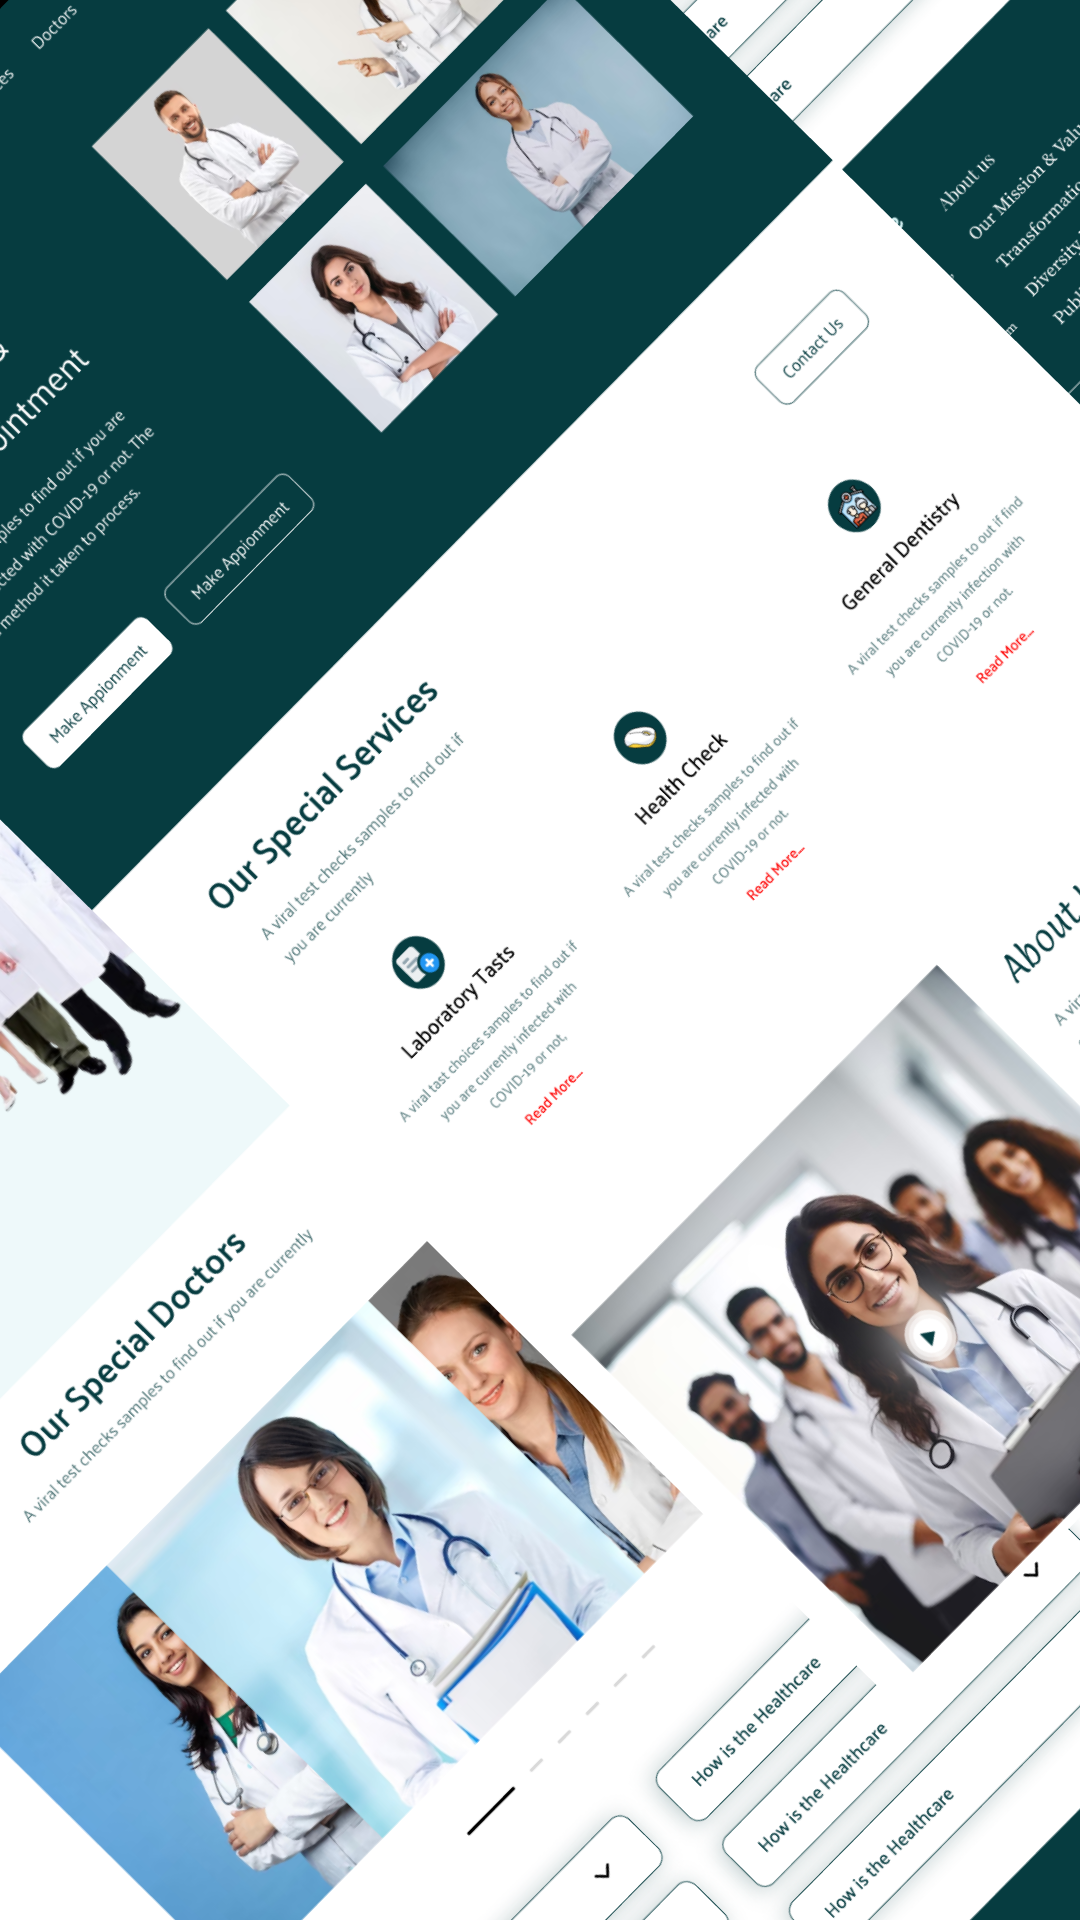 Doctors
&
ointment
ples to find out if you are
cted with COVID-19 or not. The
method it taken to process.
Make Appionment
Make Appionment
Contact Us
About us
Our Mission & Valu
Transformatio
Diversity
Publ
are
are
Our Special Services
A viral test checks samples to find out if
you are currently
Laboratory Tasts
A viral tast choices samples to find out if
you are currently infected with
COVID-19 or not,
Read More...
Health Check
A viral test checks samples to find out if
you are currently infected with
COVID-19 or not.
Read More...
General Dentistry
A viral test checks samples to out if find
you are currently infection with
COVID-19 or not.
Read More...
Our Special Doctors
A viral test checks samples to find out if you are currently
About
A vir
How is the Healthcare
How is the Healthcare
How is the Healthcare